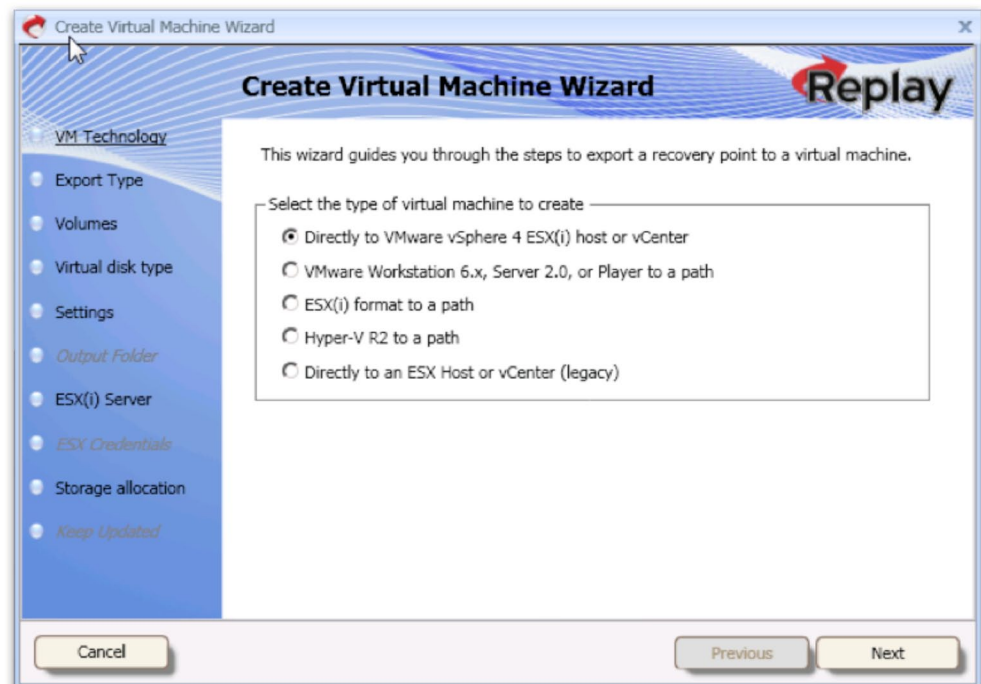 Create Virtual Machine Wizard
Create Virtual Machine Wizard
Replay
VM Technology
Export Type
Volumes
Virtual disk type
Settings
Output Folder
ESX(i) Server
ESX Credentials
Storage allocation
Keep Updated
This wizard guides you through the steps to export a recovery point to a virtual machine.
Select the type of virtual machine to create
Directly to VMware vSphere 4 ESX(i) host or vCenter
VMware Workstation 6.x, Server 2.0, or Player to a path
ESX(i) format to a path
Hyper-V R2 to a path
Directly to an ESX Host or vCenter (legacy)
Cancel
Previous
Next